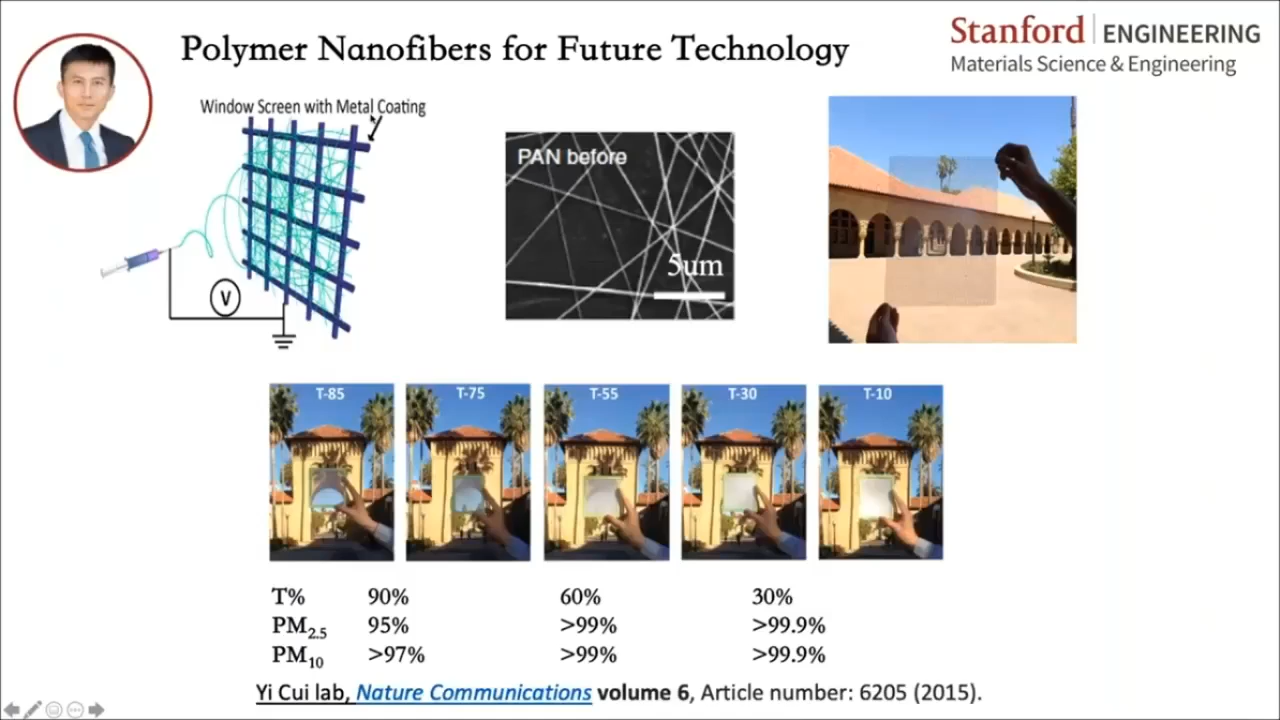 Polymer Nanofibers for Future Technology
Stanford | ENGINEERING
Materials Science & Engineering
Window Screen with Metal Coating
V
PAN before
5um
T-85 T-75 T-55 T-30 T-10
T% 90% 60% 30%
PM2.5 95% >99% >99.9%
PM10 >97% >99% >99.9%
Yi Cui lab, Nature Communications volume 6, Article number: 6205 (2015).